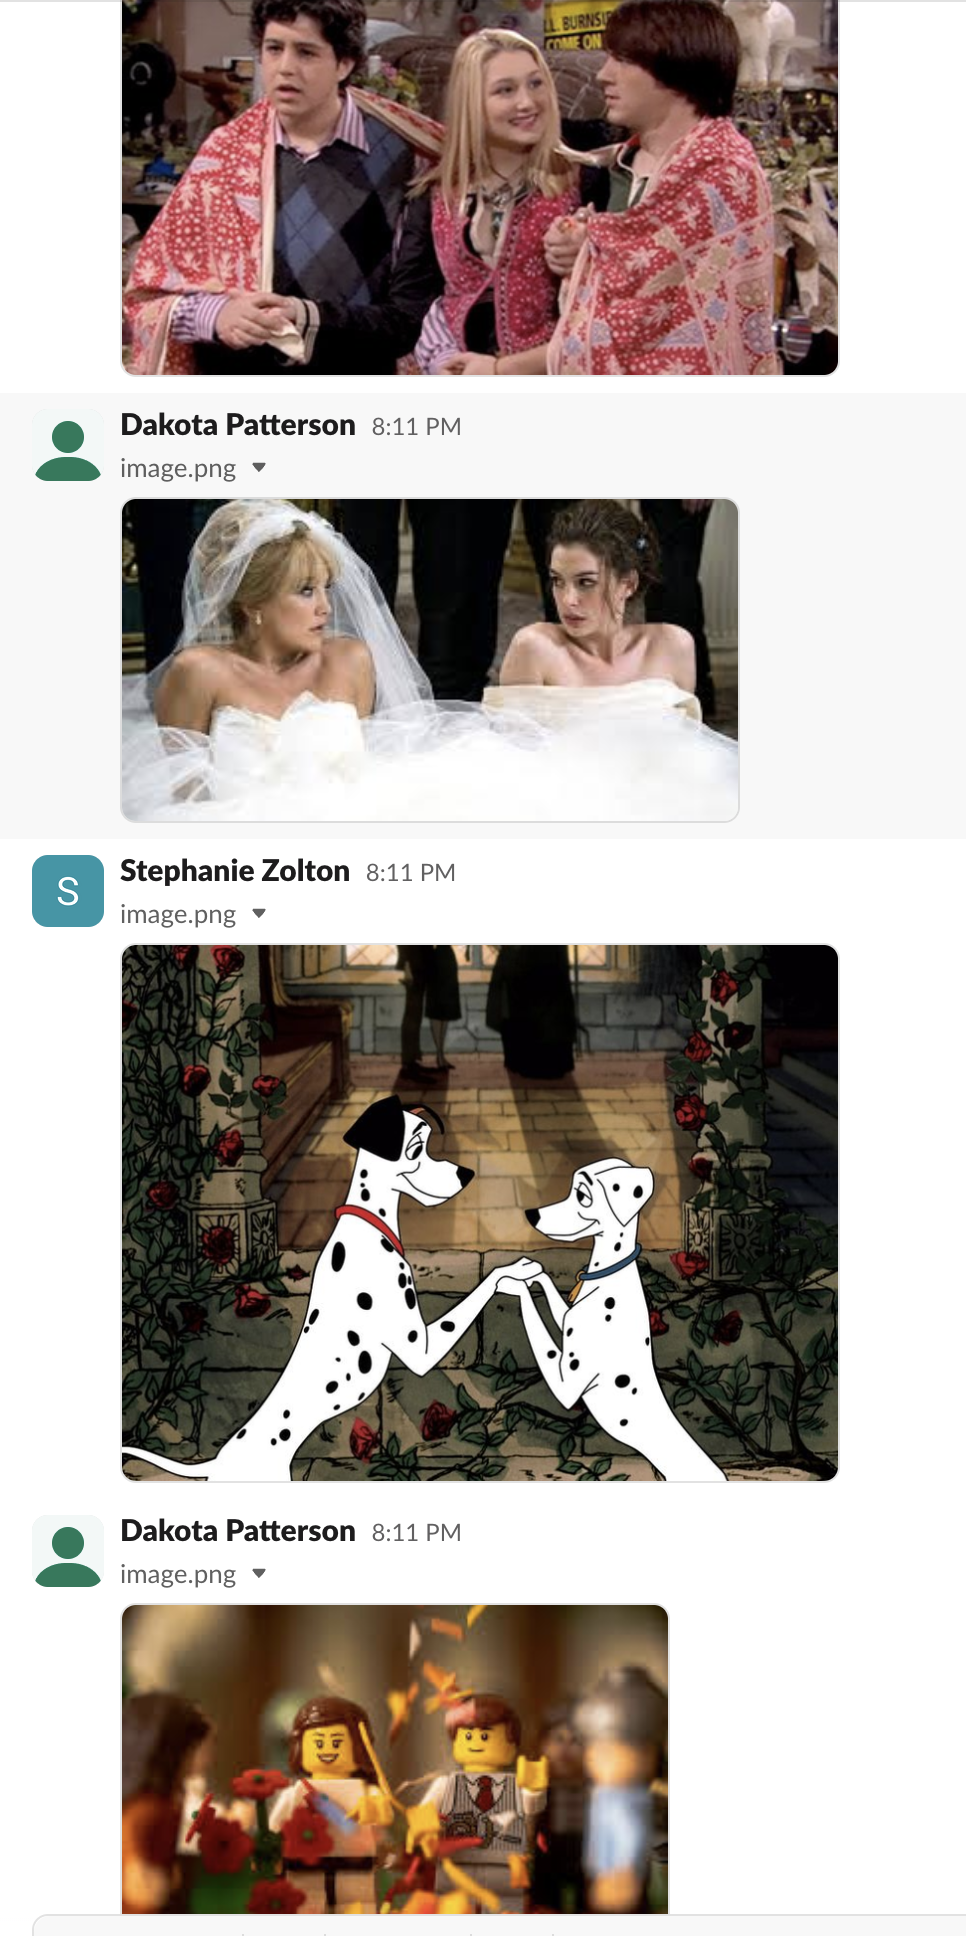 L. BURNSI
COME ON
Dakota Patterson 8:11 PM
image.png
S
Stephanie Zolton 8:11 PM
image.png
Dakota Patterson 8:11 PM
image.png